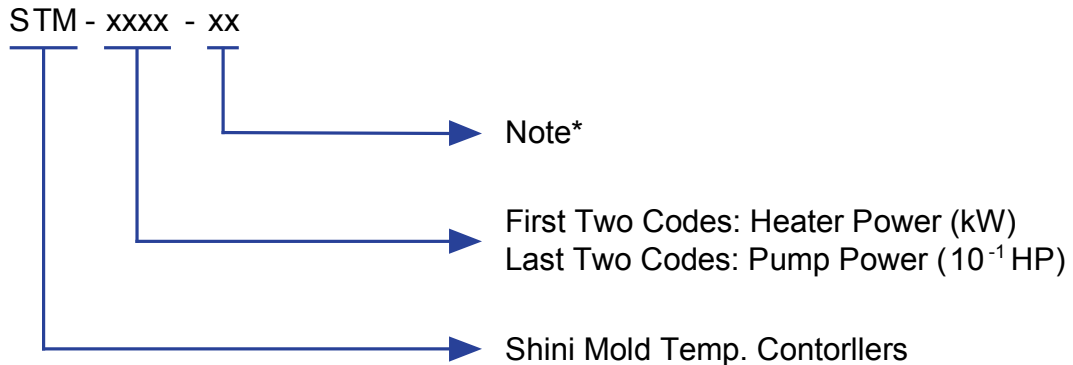 STM - xxxx - xx
Note*
First Two Codes: Heater Power (kW)
Last Two Codes: Pump Power (10⁻¹ HP)
Shini Mold Temp. Contorllers